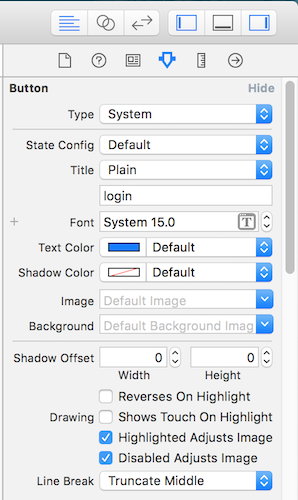 Button Hide
Type System
State Config Default
Title Plain
login
+ Font System 15.0 T
Text Color Default
Shadow Color Default
Image Default Image
Background Default Background Imag
Shadow Offset 0 0
Width Height
Reverses On Highlight
Drawing Shows Touch On Highlight
Highlighted Adjusts Image
Disabled Adjusts Image
Line Break Truncate Middle